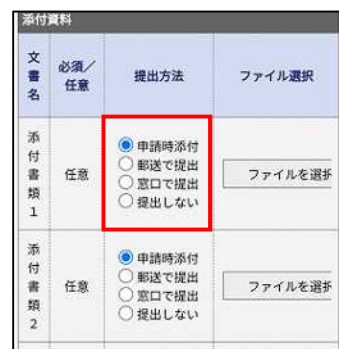 添付資料
文書名
必須／任意
提出方法
ファイル選択
添付書類1
任意
申請時添付
郵送で提出
窓口で提出
提出しない
ファイルを選択
添付書類2
任意
申請時添付
郵送で提出
窓口で提出
提出しない
ファイルを選択